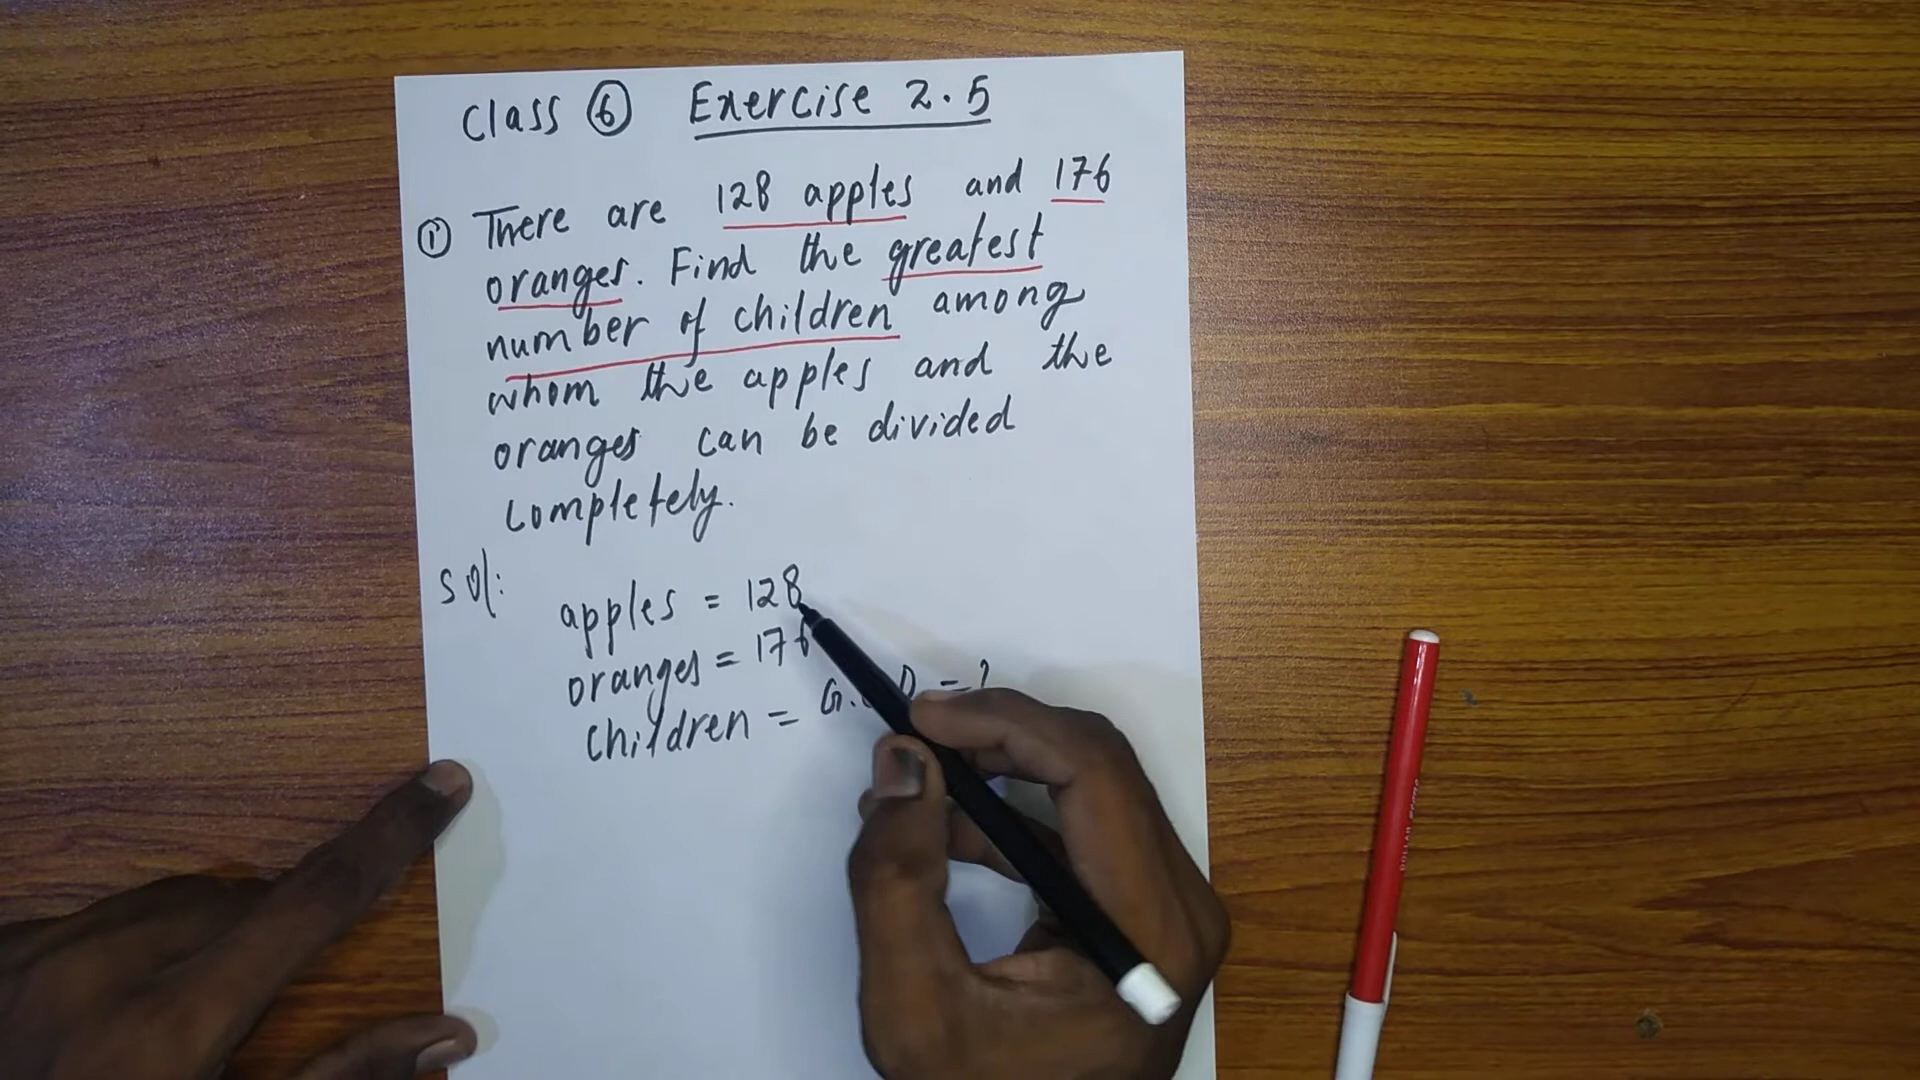 Class 6 Exercise 2.5
1 There are 128 apples and 176
oranges. Find the greatest
number of children among
whom the apples and the
oranges can be divided
completely.
Sol:
apples = 128
oranges = 176
Children = = ?